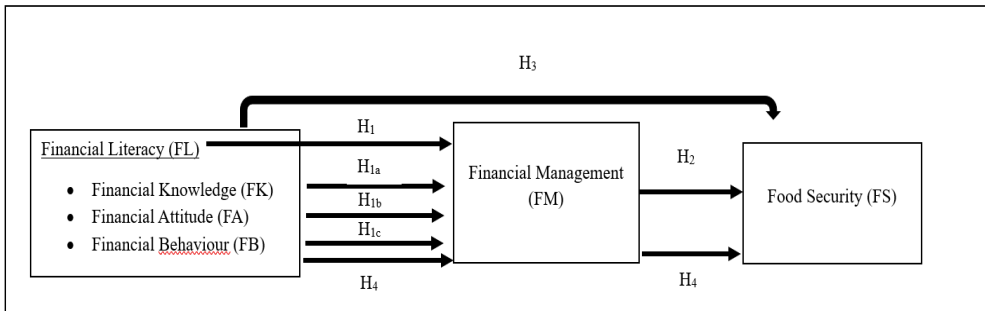 H3
Financial Literacy (FL)
• Financial Knowledge (FK)
• Financial Attitude (FA)
• Financial Behaviour (FB)
H1
H1a
H1b
H1c
H4
Financial Management
(FM)
H2
H4
Food Security (FS)